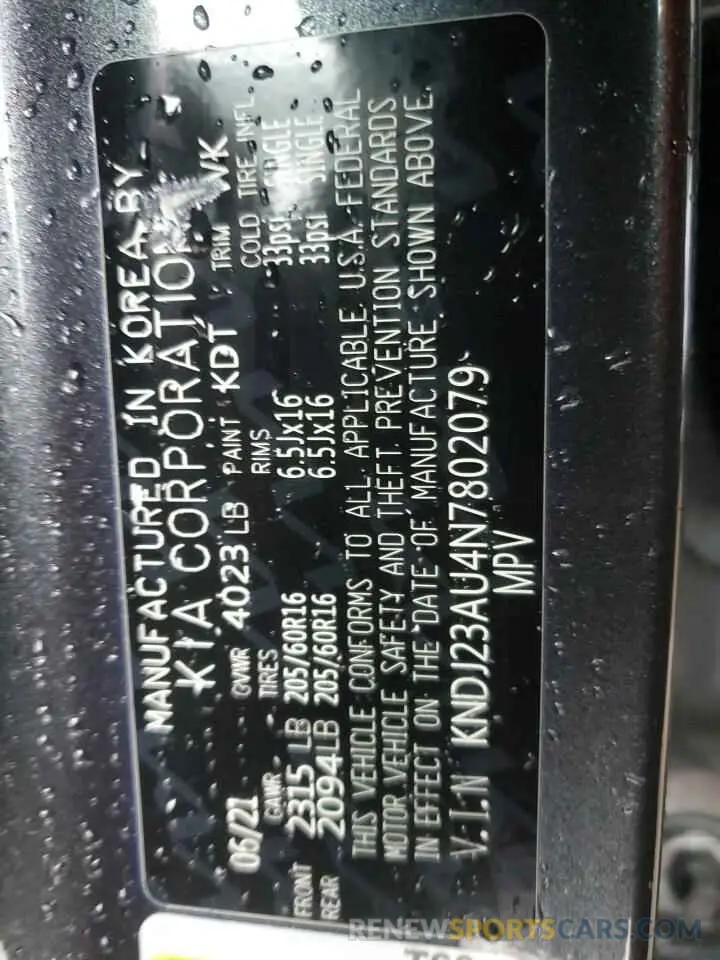 MANUFACTURED IN KOREA BY
KIA CORPORATION
06/21 GVWR 4023 LB PAINT KDT TRIM WK
GAWR TIRES RIMS COLD TIRE INFL
FRONT 2315 LB 205/60R16 6.5Jx16 33psi SINGLE
REAR 2094LB 205/60R16 6.5Jx16 33psi SINGLE
THIS VEHICLE CONFORMS TO ALL APPLICABLE U.S.A. FEDERAL
MOTOR VEHICLE SAFETY AND THEFT PREVENTION STANDARDS
IN EFFECT ON THE DATE OF MANUFACTURE SHOWN ABOVE.
V.I.N KNDJ23AU4N7802079
MPV
RENEWSPORTSCARS.COM